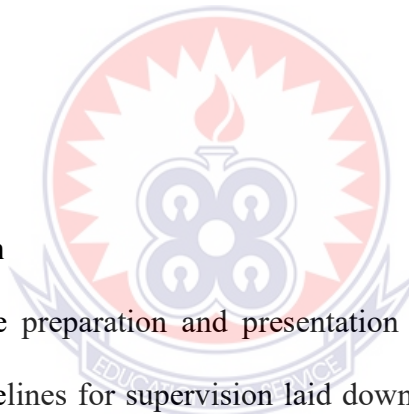 n
e preparation and presentation
elines for supervision laid down
EDUCATION FOR SERVICE